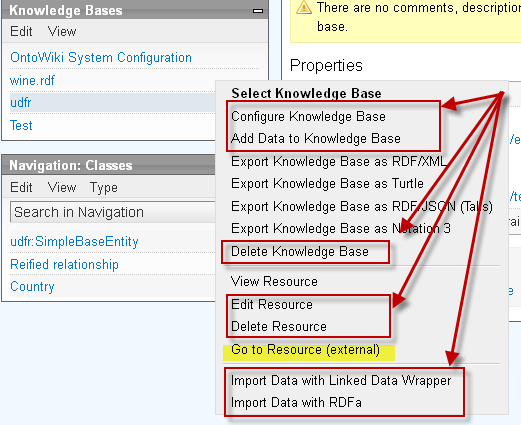 Knowledge Bases
Edit View
OntoWiki System Configuration
wine.rdf
udfr
Test
Navigation: Classes
Edit View Type
Search in Navigation
udfr:SimpleBaseEntity
Reified relationship
Country
There are no comments, description
base.
Properties
Select Knowledge Base
Configure Knowledge Base
Add Data to Knowledge Base
Export Knowledge Base as RDF/XML
Export Knowledge Base as Turtle
Export Knowledge Base as RDF/JSON (Talis)
Export Knowledge Base as Notation 3
Delete Knowledge Base
View Resource
Edit Resource
Delete Resource
Go to Resource (external)
Import Data with Linked Data Wrapper
Import Data with RDFa